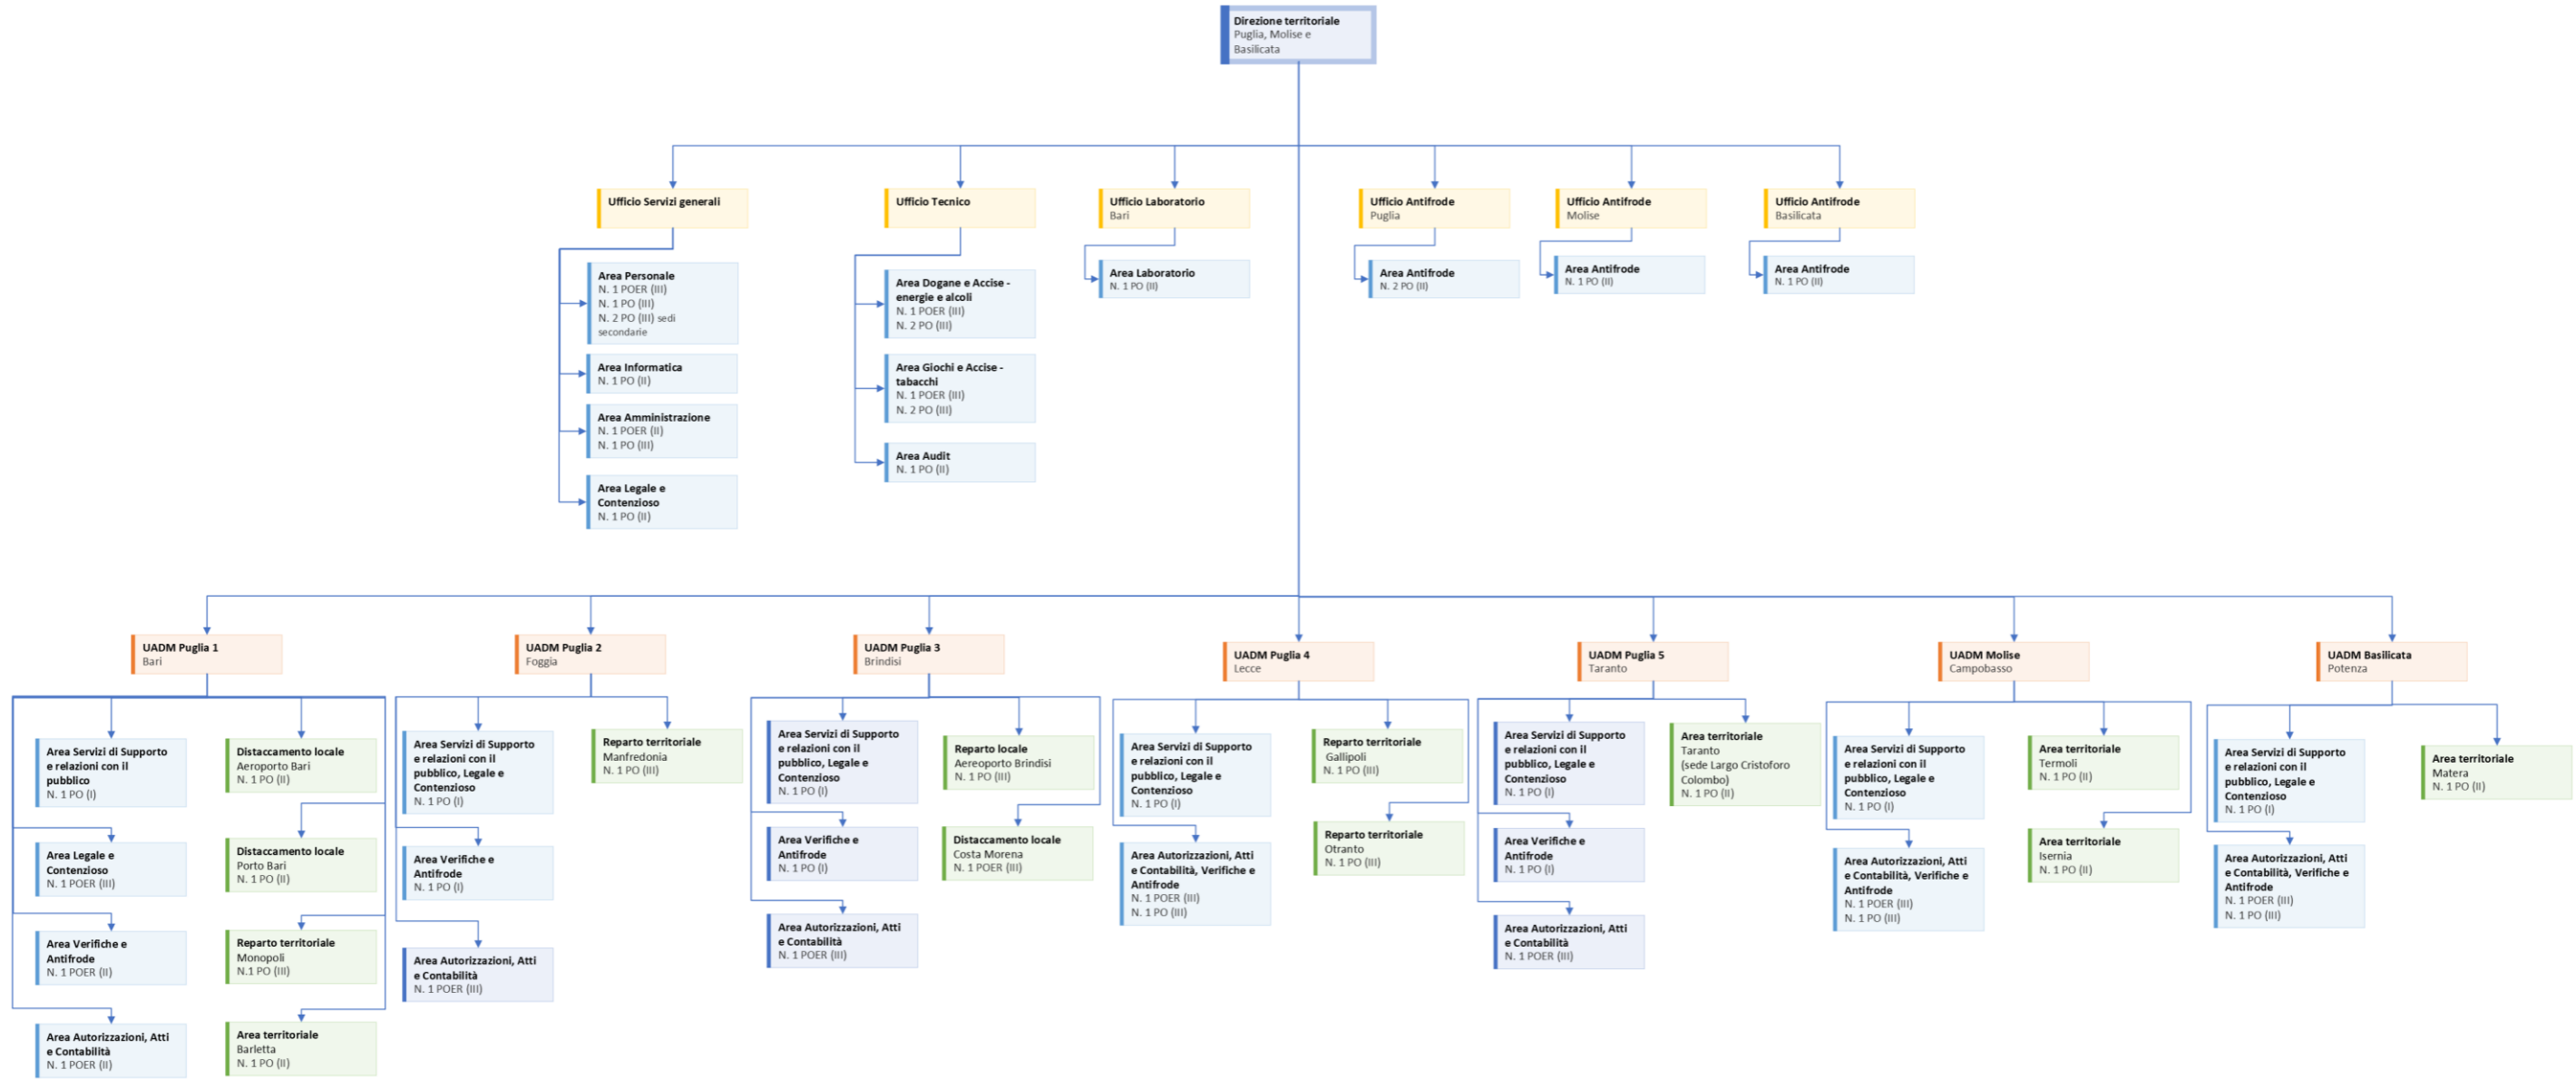 Direzione territoriale
Puglia, Molise e
Basilicata
Ufficio Servizi generali
Area Personale
N. 1 POER (III)
N. 1 PO (III)
N. 2 PO (III) sedi
secondarie
Area Informatica
N. 1 PO (II)
Area Amministrazione
N. 1 POER (II)
N. 1 PO (III)
Area Legale e
Contenzioso
N. 1 PO (II)
Ufficio Tecnico
Area Dogane e Accise -
energie e alcoli
N. 1 POER (III)
N. 2 PO (III)
Area Giochi e Accise -
tabacchi
N. 1 POER (III)
N. 2 PO (III)
Area Audit
N. 1 PO (II)
Ufficio Laboratorio
Bari
Area Laboratorio
N. 1 PO (II)
Ufficio Antifrode
Puglia
Area Antifrode
N. 2 PO (II)
Ufficio Antifrode
Molise
Area Antifrode
N. 1 PO (II)
Ufficio Antifrode
Basilicata
Area Antifrode
N. 1 PO (II)
UADM Puglia 1
Bari
Area Servizi di Supporto
e relazioni con il
pubblico
N. 1 PO (I)
Area Legale e
Contenzioso
N. 1 POER (III)
Area Verifiche e
Antifrode
N. 1 POER (II)
Area Autorizzazioni, Atti
e Contabilità
N. 1 POER (II)
Distaccamento locale
Aeroporto Bari
N. 1 PO (II)
Distaccamento locale
Porto Bari
N. 1 PO (II)
Reparto territoriale
Monopoli
N.1 PO (III)
Area territoriale
Barletta
N. 1 PO (II)
UADM Puglia 2
Foggia
Area Servizi di Supporto
e relazioni con il
pubblico, Legale e
Contenzioso
N. 1 PO (I)
Area Verifiche e
Antifrode
N. 1 PO (I)
Area Autorizzazioni, Atti
e Contabilità
N. 1 POER (III)
Reparto territoriale
Manfredonia
N. 1 PO (III)
UADM Puglia 3
Brindisi
Area Servizi di Supporto
e relazioni con il
pubblico, Legale e
Contenzioso
N. 1 PO (I)
Area Verifiche e
Antifrode
N. 1 PO (I)
Area Autorizzazioni, Atti
e Contabilità
N. 1 POER (III)
Reparto locale
Aereoporto Brindisi
N. 1 PO (III)
Distaccamento locale
Costa Morena
N. 1 POER (III)
UADM Puglia 4
Lecce
Area Servizi di Supporto
e relazioni con il
pubblico, Legale e
Contenzioso
N. 1 PO (I)
Area Autorizzazioni, Atti
e Contabilità, Verifiche e
Antifrode
N. 1 POER (III)
N. 1 PO (III)
Reparto territoriale
Gallipoli
N. 1 PO (III)
Reparto territoriale
Otranto
N. 1 PO (III)
UADM Puglia 5
Taranto
Area Servizi di Supporto
e relazioni con il
pubblico, Legale e
Contenzioso
N. 1 PO (I)
Area Verifiche e
Antifrode
N. 1 PO (I)
Area Autorizzazioni, Atti
e Contabilità
N. 1 POER (III)
Area territoriale
Taranto
(sede Largo Cristoforo
Colombo)
N. 1 PO (II)
UADM Molise
Campobasso
Area Servizi di Supporto
e relazioni con il
pubblico, Legale e
Contenzioso
N. 1 PO (I)
Area Autorizzazioni, Atti
e Contabilità, Verifiche e
Antifrode
N. 1 POER (III)
N. 1 PO (III)
Area territoriale
Termoli
N. 1 PO (II)
Area territoriale
Isernia
N. 1 PO (II)
UADM Basilicata
Potenza
Area Servizi di Supporto
e relazioni con il
pubblico, Legale e
Contenzioso
N. 1 PO (I)
Area Autorizzazioni, Atti
e Contabilità, Verifiche e
Antifrode
N. 1 POER (III)
N. 1 PO (III)
Area territoriale
Matera
N. 1 PO (II)